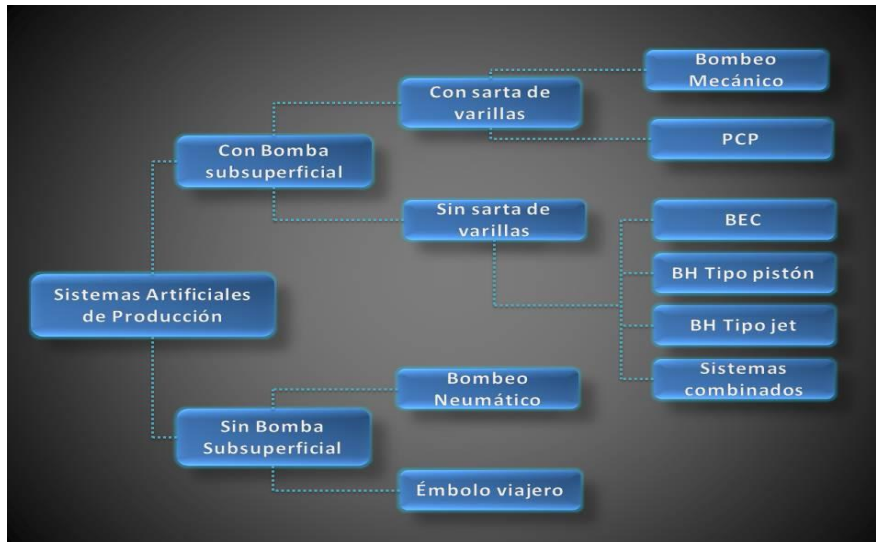 Sistemas Artificiales
de Producción
Con Bomba
subsuperficial
Con sarta de
varillas
Bombeo
Mecánico
PCP
Sin sarta de
varillas
BEC
BH Tipo pistón
BH Tipo jet
Sistemas
combinados
Sin Bomba
Subsuperficial
Bombeo
Neumático
Émbolo viajero